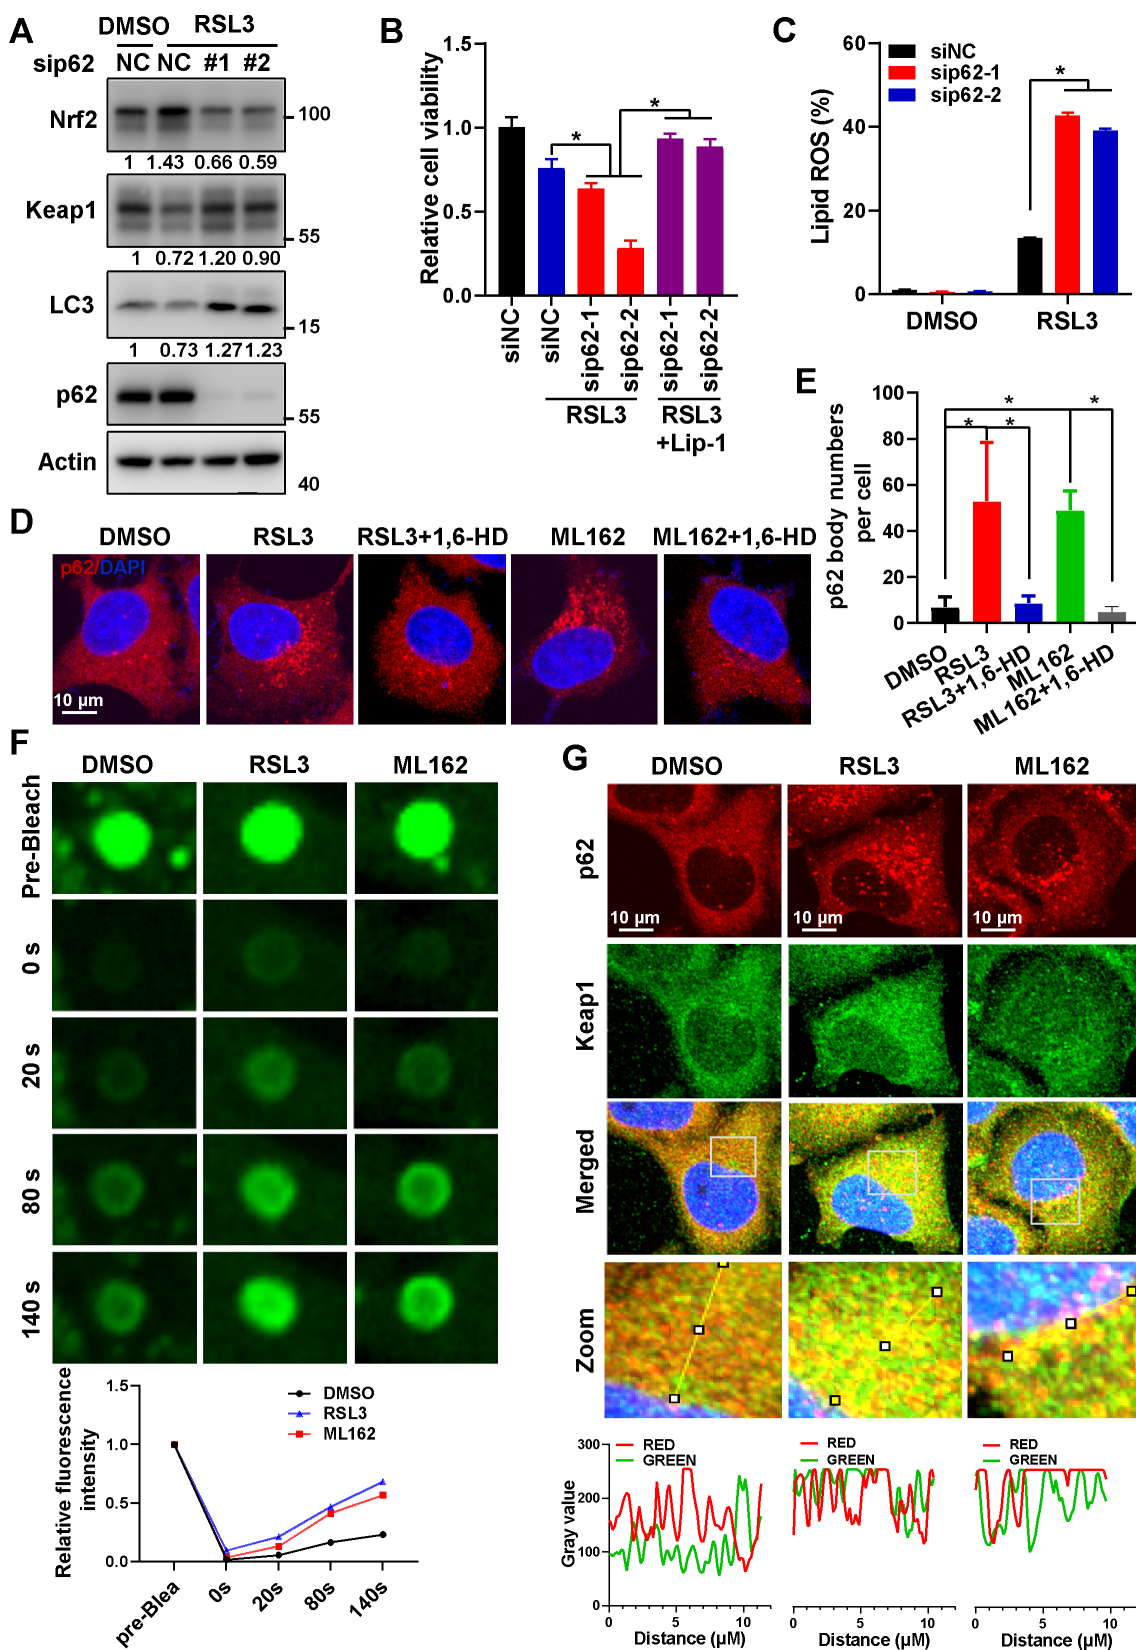 A
DMSO RSL3
sip62 NC NC #1 #2
Nrf2
100
1 1.43 0.66 0.59
Keap1
55
1 0.72 1.20 0.90
LC3
15
1 0.73 1.27 1.23
p62
55
Actin
40
B
Relative cell viability
1.5
1.0
0.5
0.0
siNC
siNC
sip62-1
sip62-2
sip62-1
sip62-2
* *
RSL3
RSL3
+Lip-1
C
Lipid ROS (%)
60
40
20
0
siNC
sip62-1
sip62-2
*
DMSO RSL3
D
DMSO RSL3 RSL3+1,6-HD ML162 ML162+1,6-HD
p62/DAPI
10 µm
E
p62 body numbers
per cell
100
80
60
40
20
0
* * * *
DMSO
RSL3
RSL3+1,6-HD
ML162
ML162+1,6-HD
F
DMSO RSL3 ML162
Pre-Bleach
0 s
20 s
80 s
140 s
Relative fluorescence
intensity
1.5
1.0
0.5
0.0
DMSO
RSL3
ML162
pre-Blea
0s
20s
80s
140s
G
DMSO RSL3 ML162
p62
10 µm 10 µm 10 µm
Keap1
Merged
Zoom
Gray value
300
200
100
0
RED
GREEN
RED
GREEN
RED
GREEN
0 5 10
0 5 10
0 5 10
Distance (µM) Distance (µM) Distance (µM)